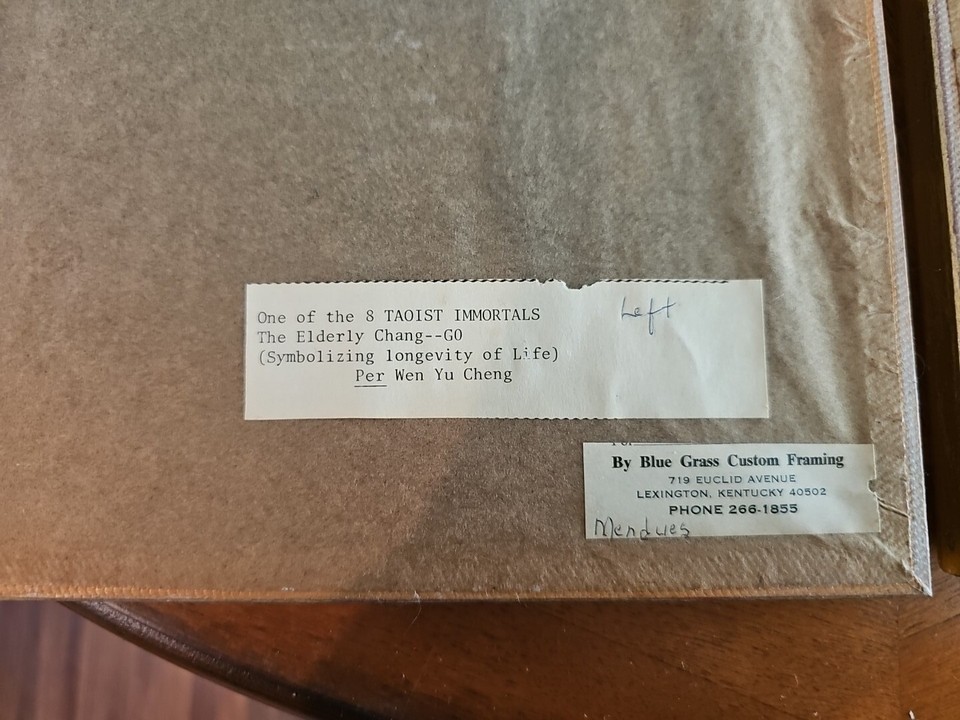 One of the 8 TAOIST IMMORTALS
Left
The Elderly Chang--GO
(Symbolizing longevity of Life)
Per Wen Yu Cheng
By Blue Grass Custom Framing
719 EUCLID AVENUE
LEXINGTON, KENTUCKY 40502
PHONE 266-1855